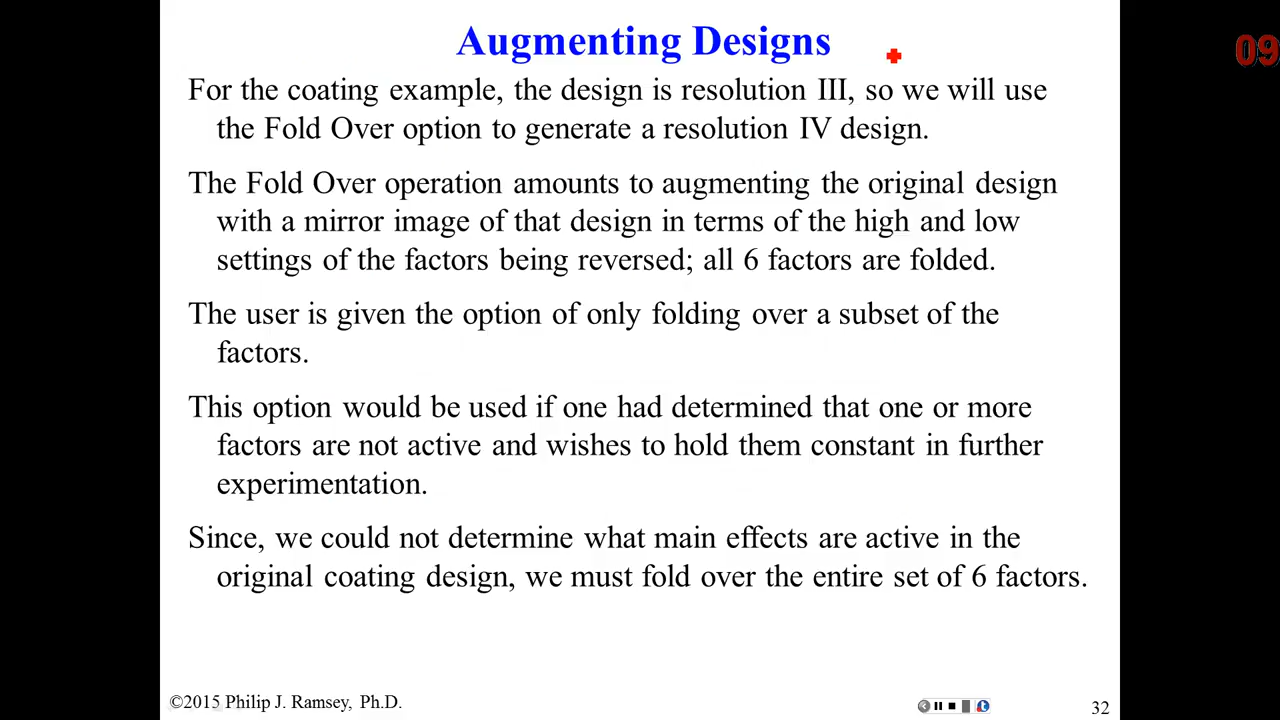 Augmenting Designs
09
For the coating example, the design is resolution III, so we will use
the Fold Over option to generate a resolution IV design.
The Fold Over operation amounts to augmenting the original design
with a mirror image of that design in terms of the high and low
settings of the factors being reversed; all 6 factors are folded.
The user is given the option of only folding over a subset of the
factors.
This option would be used if one had determined that one or more
factors are not active and wishes to hold them constant in further
experimentation.
Since, we could not determine what main effects are active in the
original coating design, we must fold over the entire set of 6 factors.
©2015 Philip J. Ramsey, Ph.D.
32